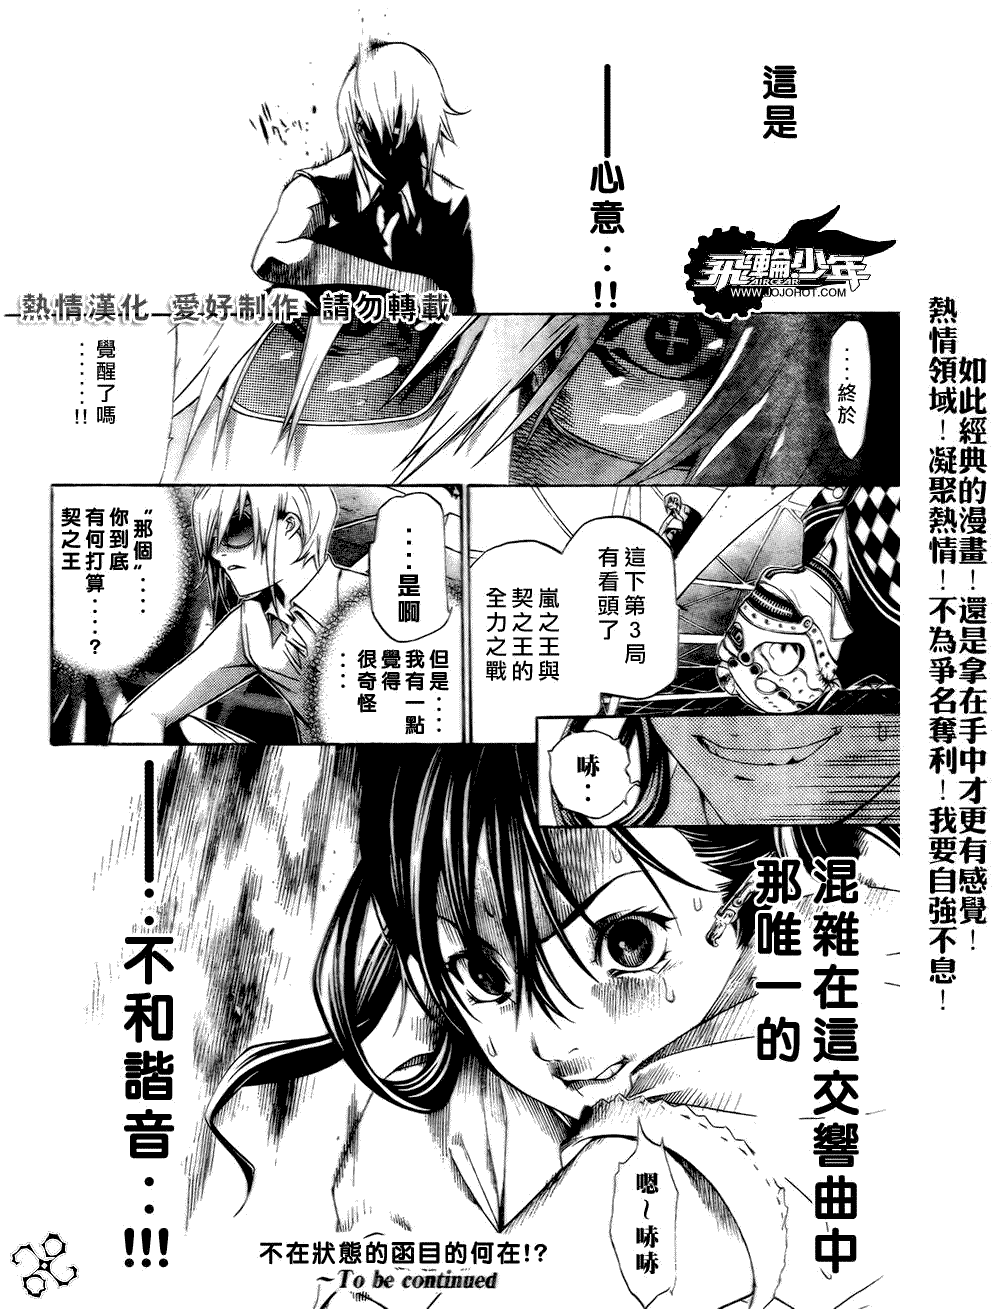 這是
——心意‥!!
飛輪少年
AIRGEAR
WWW.JOJOHOT.COM
熱情漢化 愛好制作 請勿轉載
‥‥終於
覺醒了嗎
‥‥‥!!
這下第3局
有看頭了
嵐之王與
契之王的
全力之戰
‥‥是啊
但是‥‥
我有一點
覺得
很奇怪
‥‥
“那個”‥‥
你到底
有何打算‥‥?
契之王
哧‥
混雜在這交響曲中
那唯一的
——‥不和諧音‥!!!
嗯~哧哧
不在狀態的函目的何在!?
~To be continued
如此經典的漫畫!還是拿在手中才更有感覺!
熱情領域!凝聚熱情!不為爭名奪利!我要自強不息!